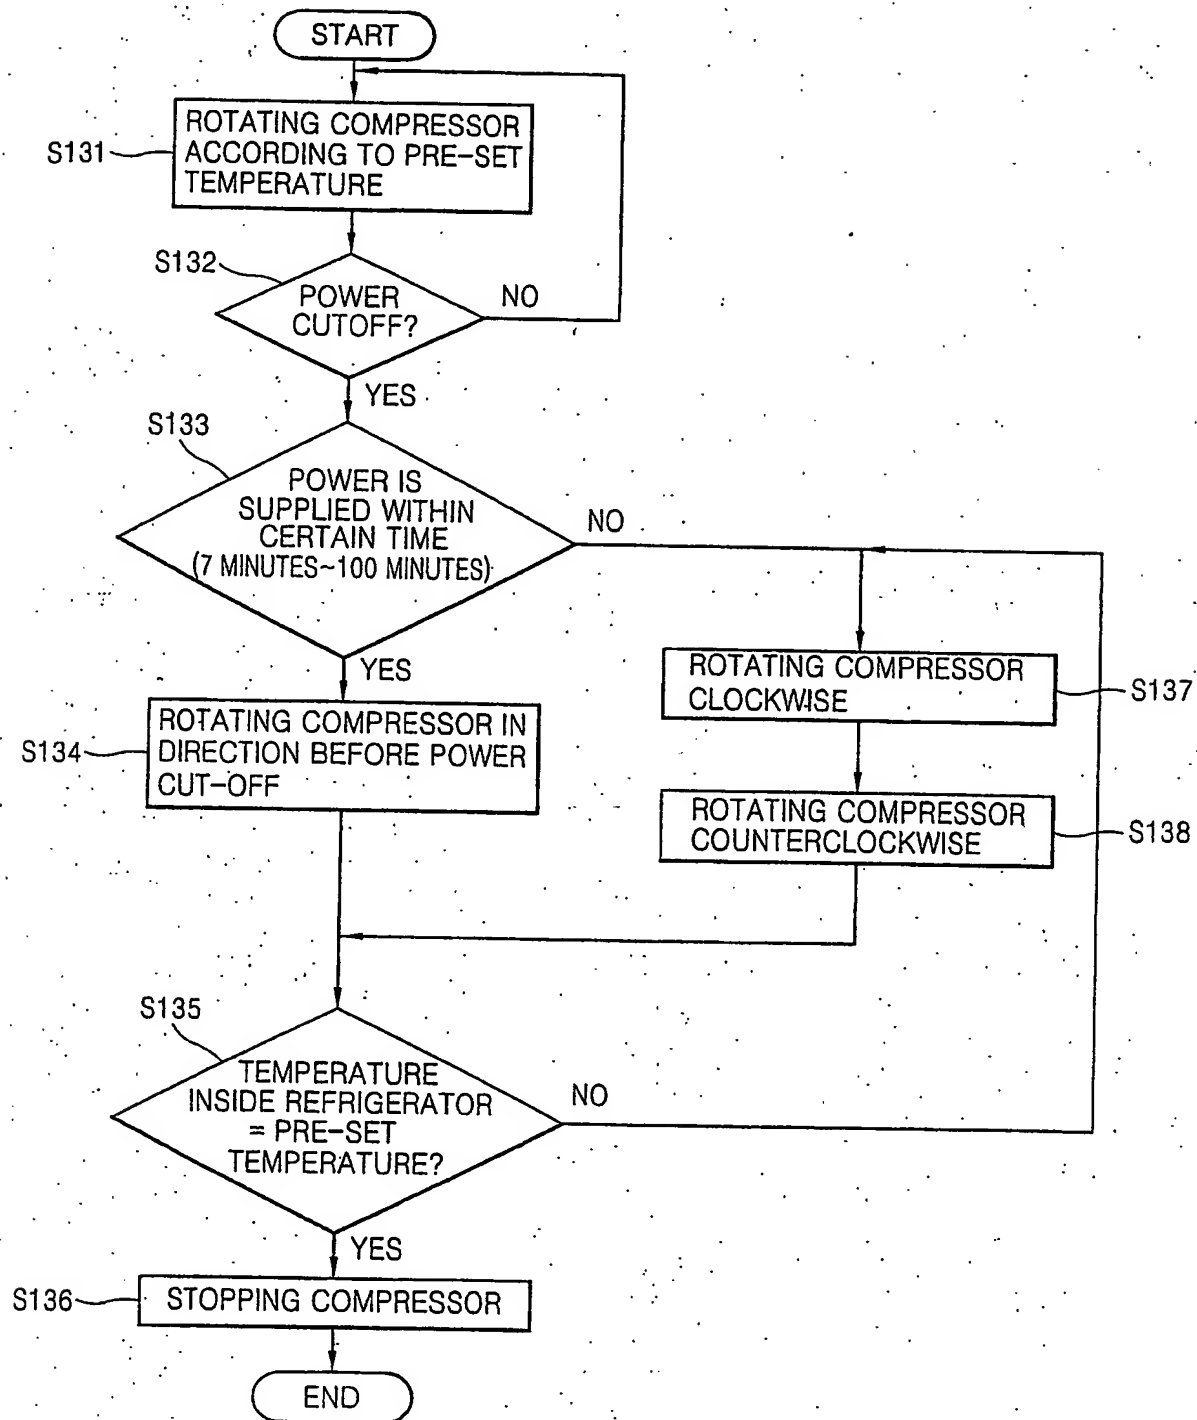 START
ROTATING COMPRESSOR
ACCORDING TO PRE-SET
TEMPERATURE
S131
S132
POWER
CUTOFF?
NO
YES
S133
POWER IS
SUPPLIED WITHIN
CERTAIN TIME
(7 MINUTES~100 MINUTES)
NO
YES
ROTATING COMPRESSOR IN
DIRECTION BEFORE POWER
CUT-OFF
S134
ROTATING COMPRESSOR
CLOCKWISE
S137
ROTATING COMPRESSOR
COUNTERCLOCKWISE
S138
S135
TEMPERATURE
INSIDE REFRIGERATOR
= PRE-SET
TEMPERATURE?
NO
YES
S136
STOPPING COMPRESSOR
END